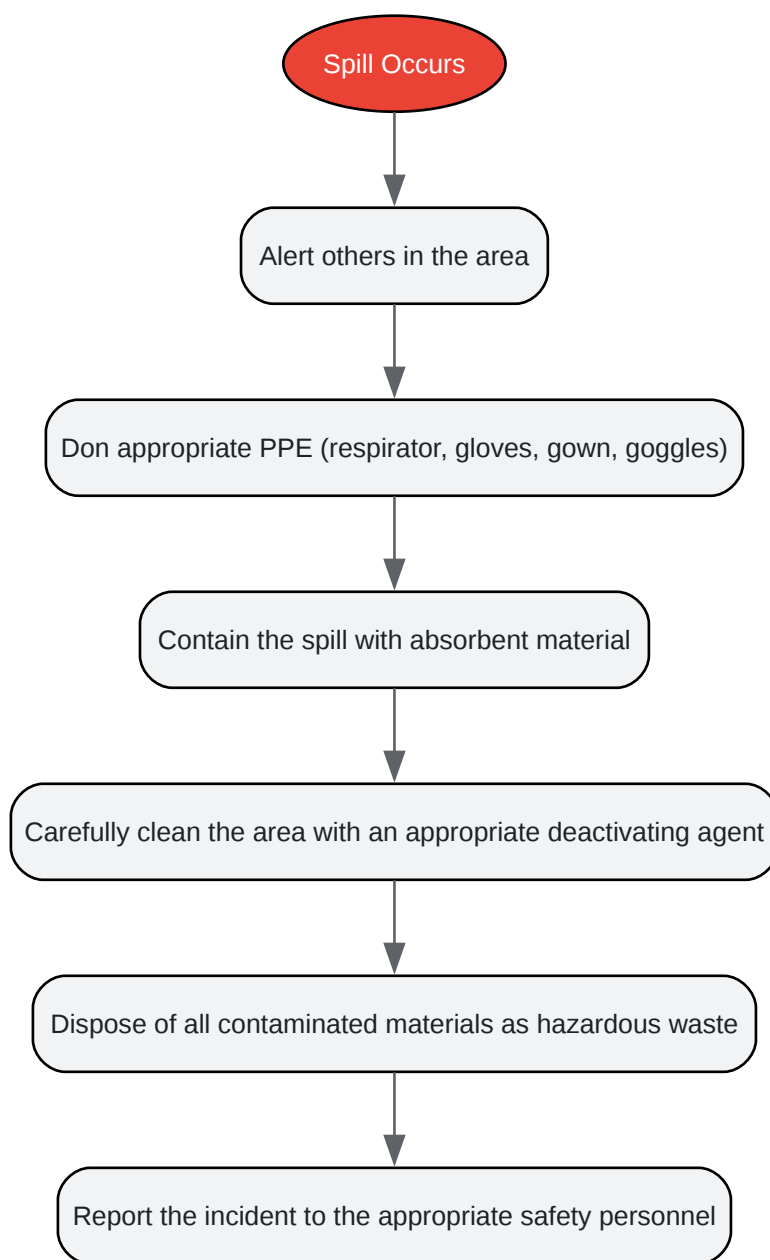 Spill Occurs
Alert others in the area
Don appropriate PPE (respirator, gloves, gown, goggles)
Contain the spill with absorbent material
Carefully clean the area with an appropriate deactivating agent
Dispose of all contaminated materials as hazardous waste
Report the incident to the appropriate safety personnel